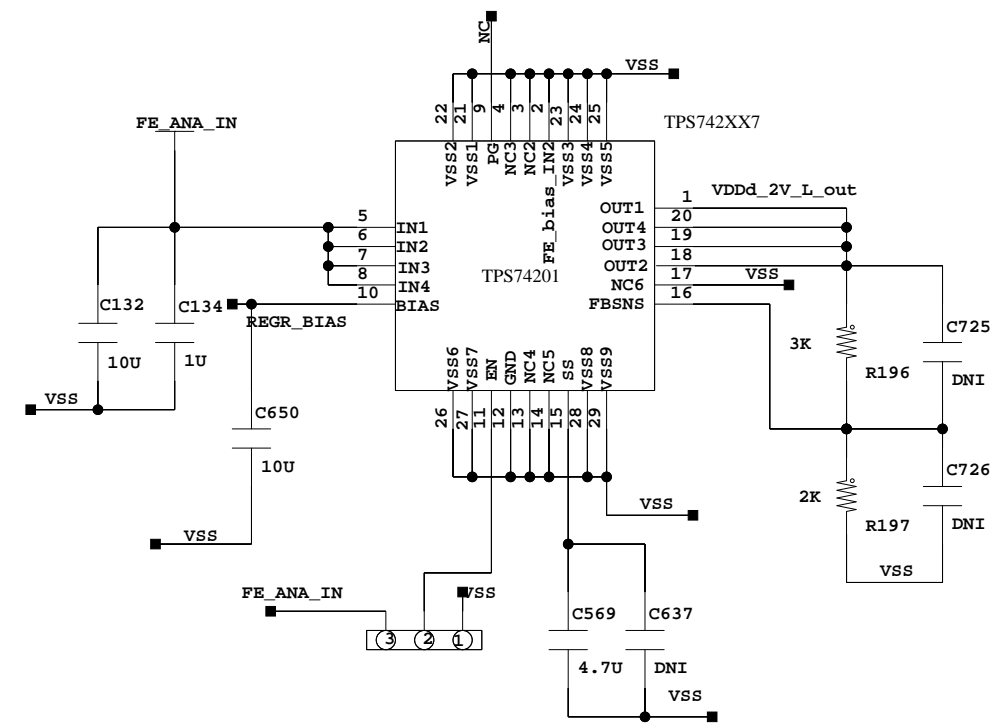 NC
VSS
22 21 9 4 3 2 23 24 25
TPS742XX7
FE_ANA_IN
VSS2 VSS1 PG NC3 NC2 FE_bias_IN2 VSS3 VSS4 VSS5
1 VDDd_2V_L_out
OUT1
20
5
IN1
OUT4
19
6
IN2
OUT3
18
7
IN3
OUT2
17 VSS
8
IN4
TPS74201
NC6
16
10
BIAS
FBSNS
C132
C134
REGR_BIAS
10U
1U
C725
3K
R196
DNI
VSS
VSS6 VSS7 EN GND NC4 NC5 SS VSS8 VSS9
26 27 11 12 13 14 15 28 29
C650
10U
C726
2K
R197
DNI
VSS
VSS
VSS
FE_ANA_IN
VSS
3 2 1
C569
C637
4.7U
DNI
VSS